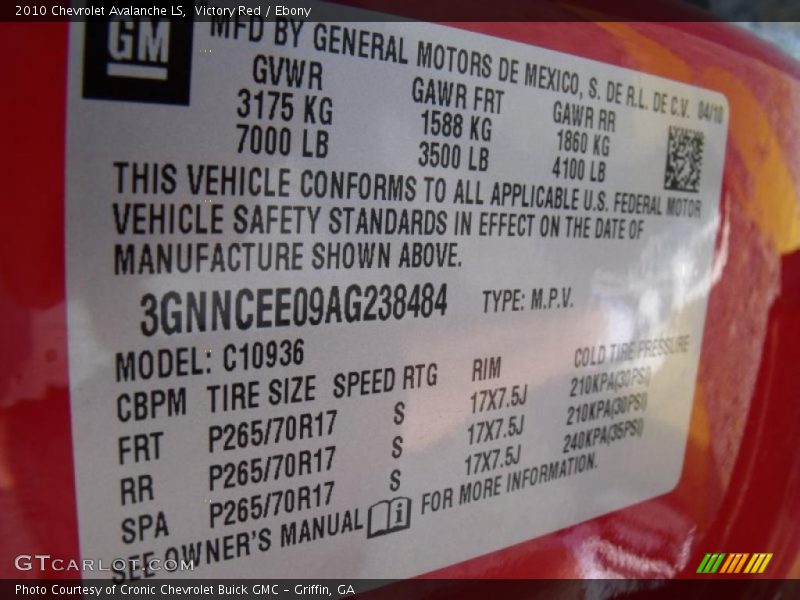 2010 Chevrolet Avalanche LS, Victory Red / Ebony
GM
MFD BY GENERAL MOTORS DE MEXICO, S. DE R.L. DE C.V. 04/10
GVWR GAWR FRT GAWR RR
3175 KG 1588 KG 1860 KG
7000 LB 3500 LB 4100 LB
THIS VEHICLE CONFORMS TO ALL APPLICABLE U.S. FEDERAL MOTOR
VEHICLE SAFETY STANDARDS IN EFFECT ON THE DATE OF
MANUFACTURE SHOWN ABOVE.
3GNNCEE09AG238484 TYPE: M.P.V.
MODEL: C10936
CBPM TIRE SIZE SPEED RTG RIM COLD TIRE PRESSURE
FRT P265/70R17 S 17X7.5J 210KPA(30PSI)
RR P265/70R17 S 17X7.5J 210KPA(30PSI)
SPA P265/70R17 S 17X7.5J 240KPA(35PSI)
SEE OWNER'S MANUAL i FOR MORE INFORMATION.
GTcarlot.com
Photo Courtesy of Cronic Chevrolet Buick GMC – Griffin, GA